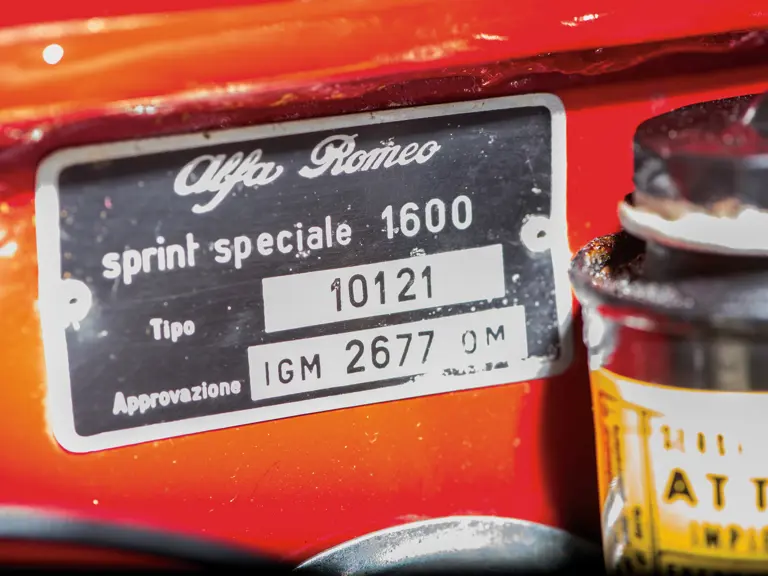 Alfa Romeo
sprint speciale 1600
Tipo 10121
Approvazione IGM 2677 OM
ATT